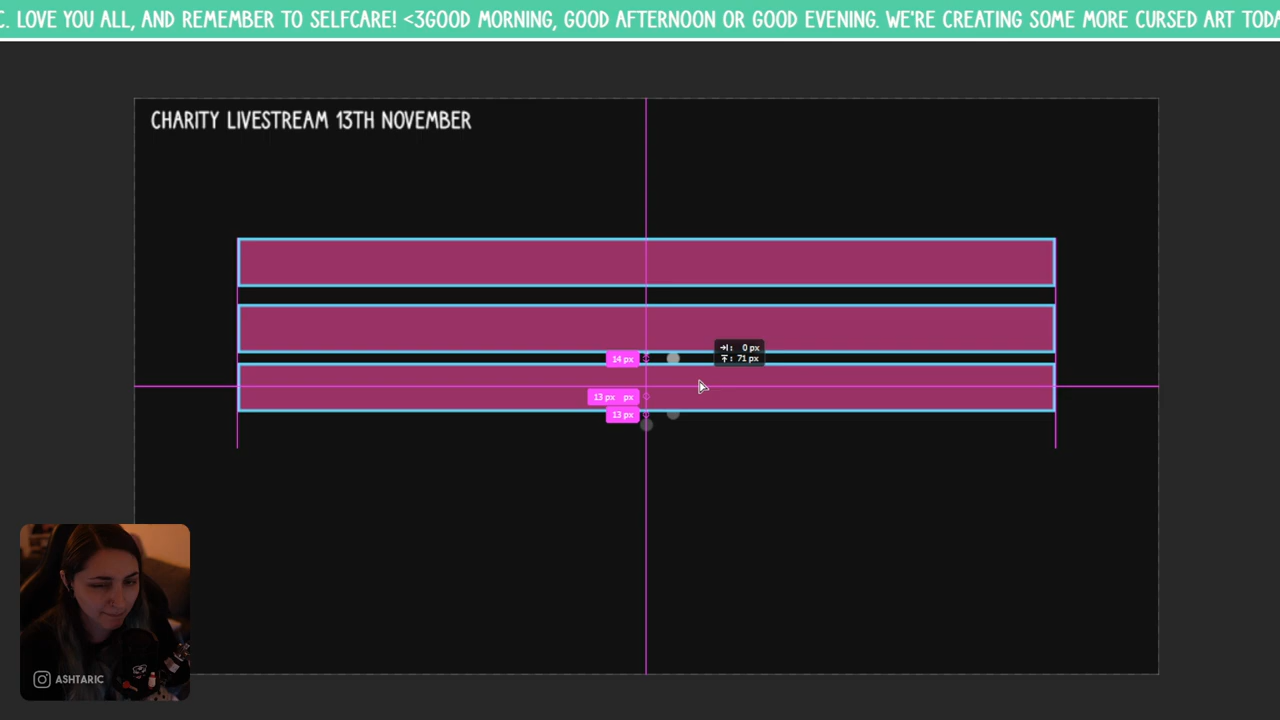 C. LOVE YOU ALL, AND REMEMBER TO SELFCARE! <3GOOD MORNING, GOOD AFTERNOON OR GOOD EVENING. WE'RE CREATING SOME MORE CURSED ART TODA
CHARITY LIVESTREAM 13TH NOVEMBER
: 0 px
: 71 px
14 px
13 px px
13 px
ASHTARIC